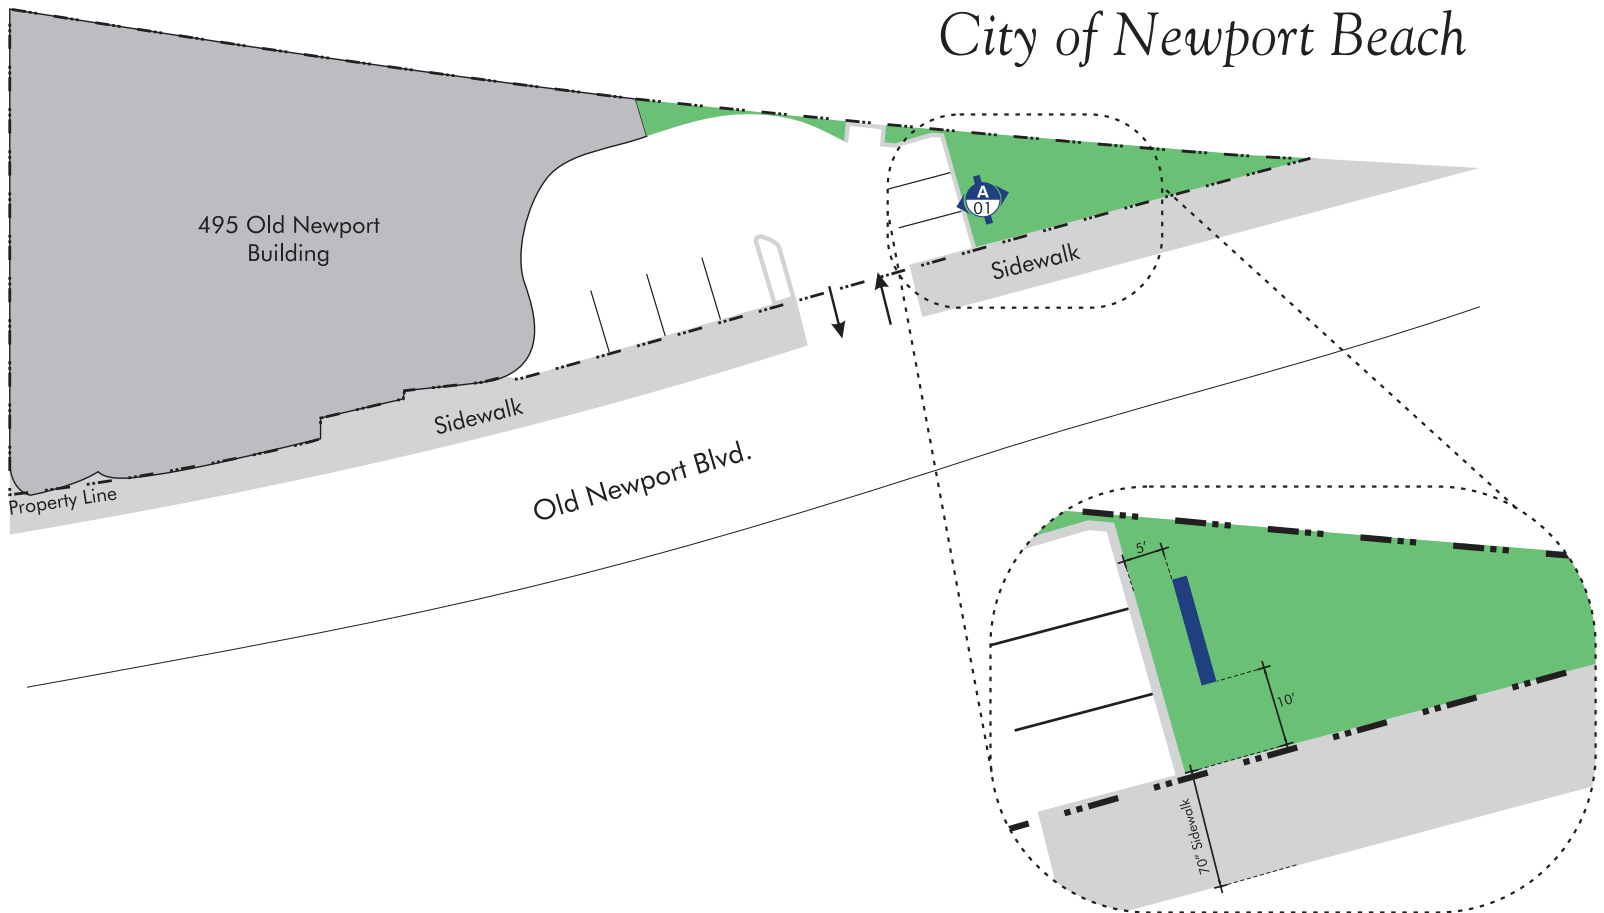 City of Newport Beach
495 Old Newport
Building
A
01
Sidewalk
Sidewalk
Property Line
Old Newport Blvd.
5'
10'
70" Sidewalk